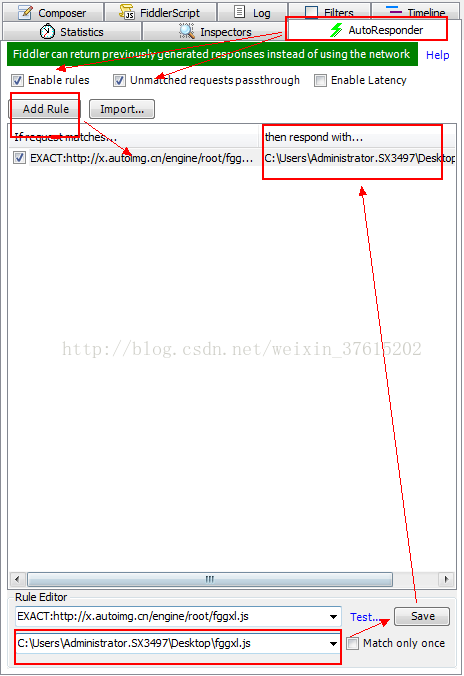 Composer FiddlerScript Log Filters Timeline
Statistics Inspectors AutoResponder
Fiddler can return previously generated responses instead of using the network Help
Enable rules Unmatched requests passthrough Enable Latency
Add Rule Import...
If request matches... then respond with...
EXACT:http://x.autoimg.cn/engine/root/fgg... C:\Users\Administrator.SX3497\Desktop
http://blog.csdn.net/weixin_37615202
Rule Editor
EXACT:http://x.autoimg.cn/engine/root/fggxl.js Test... Save
C:\Users\Administrator.SX3497\Desktop\fggxl.js Match only once